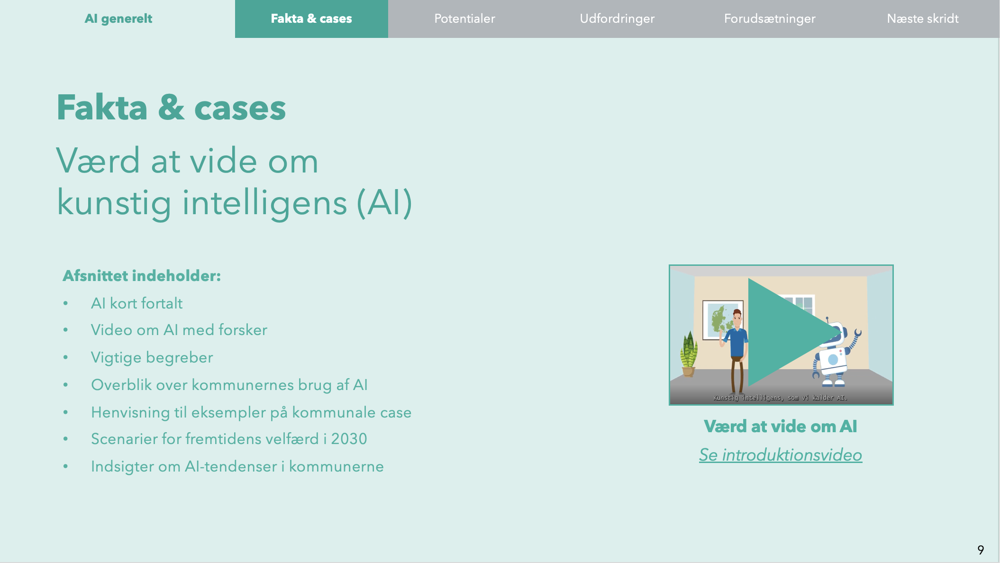 AI generelt
Fakta & cases
Potentialer
Udfordringer
Forudsætninger
Næste skridt
Fakta & cases
Værd at vide om
kunstig intelligens (AI)
Afsnittet indeholder:
• AI kort fortalt
• Video om AI med forsker
• Vigtige begreber
• Overblik over kommunernes brug af AI
• Henvisning til eksempler på kommunale case
• Scenarier for fremtidens velfærd i 2030
• Indsigter om AI-tendenser i kommunerne
Kunstig intelligens, som vi kalder AI.
Værd at vide om AI
Se introduktionsvideo
9